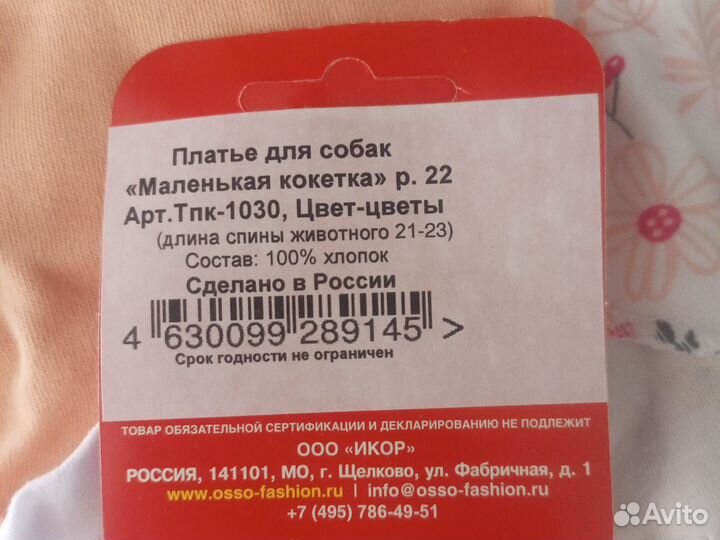 Платье для собак
«Маленькая кокетка» р. 22
Арт.Тпк-1030, Цвет-цветы
(длина спины животного 21-23)
Состав: 100% хлопок
Сделано в России
4 630099 289145 >
Срок годности не ограничен
ТОВАР ОБЯЗАТЕЛЬНОЙ СЕРТИФИКАЦИИ И ДЕКЛАРИРОВАНИЮ НЕ ПОДЛЕЖИТ
ООО «ИКОР»
РОССИЯ, 141101, МО, г. Щелково, ул. Фабричная, д. 1
www.osso-fashion.ru | info@osso-fashion.ru
+7 (495) 786-49-51
Avito